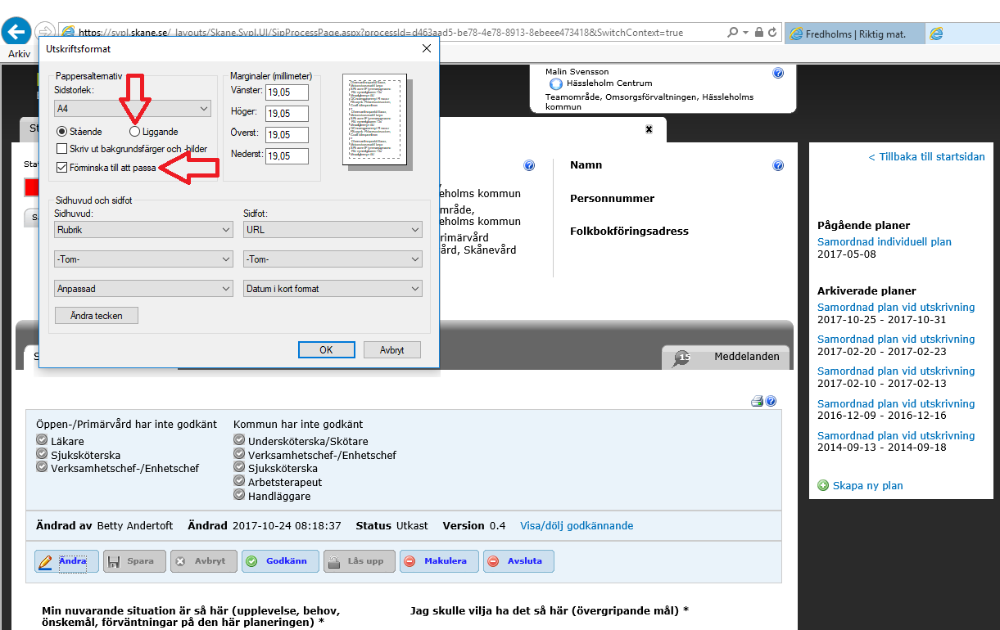 https://svpl.skane.se/_layouts/Skane.Svpl.UI/SipProcessPage.aspx?processId=d463aad5-be78-4e78-8913-8ebeee473418&SwitchContext=true
Fredholms | Riktig mat.
Arkiv
Utskriftsformat
Pappersalternativ
Sidstorlek:
A4
Stående
Liggande
Skriv ut bakgrundsfärger och -bilder
Förminska till att passa
Marginaler (millimeter)
Vänster: 19,05
Höger: 19,05
Överst: 19,05
Nederst: 19,05
Sidhuvud och sidfot
Sidhuvud:
Sidfot:
Rubrik
URL
-Tom-
-Tom-
Anpassad
Datum i kort format
Ändra tecken
OK
Avbryt
Malin Svensson
Hässleholm Centrum
Teamområde, Omsorgsförvaltningen, Hässleholms
kommun
eholms kommun
mråde,
eholms kommun
rimärvård
ård, Skånevård
Namn
Personnummer
Folkbokföringsadress
< Tillbaka till startsidan
Pågående planer
Samordnad individuell plan
2017-05-08
Arkiverade planer
Samordnad plan vid utskrivning
2017-10-25 - 2017-10-31
Samordnad plan vid utskrivning
2017-02-20 - 2017-02-23
Samordnad plan vid utskrivning
2017-02-10 - 2017-02-13
Samordnad plan vid utskrivning
2016-12-09 - 2016-12-16
Samordnad plan vid utskrivning
2014-09-13 - 2014-09-18
Skapa ny plan
15 Meddelanden
Öppen-/Primärvård har inte godkänt
Läkare
Sjuksköterska
Verksamhetschef-/Enhetschef
Kommun har inte godkänt
Undersköterska/Skötare
Verksamhetschef-/Enhetschef
Sjuksköterska
Arbetsterapeut
Handläggare
Ändrad av Betty Andertoft Ändrad 2017-10-24 08:18:37 Status Utkast Version 0.4 Visa/dölj godkännande
Ändra Spara Avbryt Godkänn Lås upp Makulera Avsluta
Min nuvarande situation är så här (upplevelse, behov,
önskemål, förväntningar på den här planeringen) *
Jag skulle vilja ha det så här (övergripande mål) *